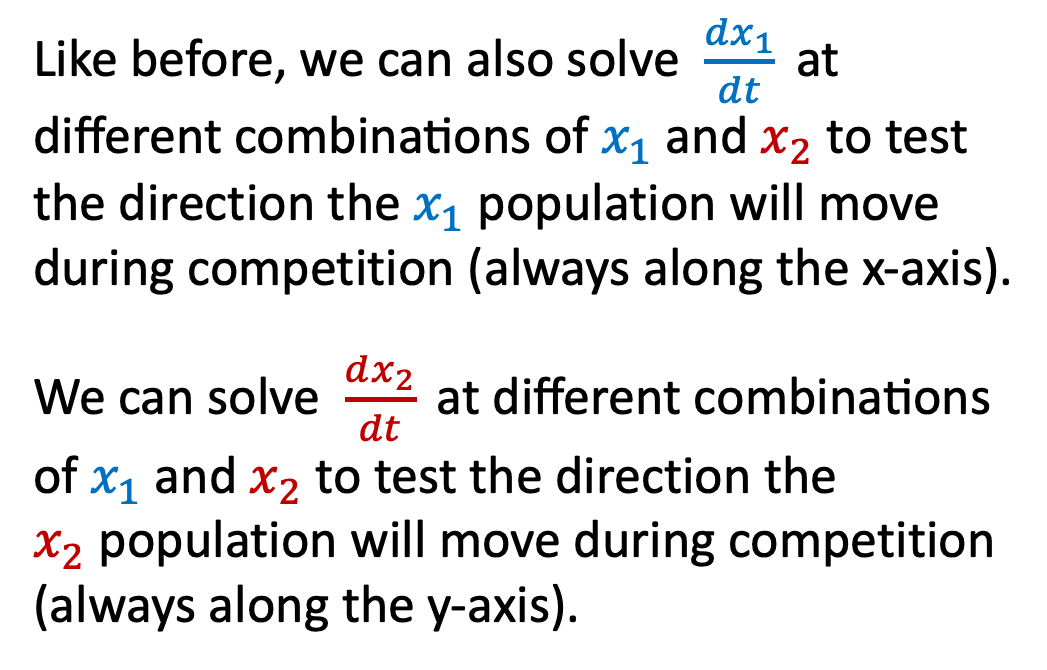 Like before, we can also solve dx₁/dt at
different combinations of x₁ and x₂ to test
the direction the x₁ population will move
during competition (always along the x-axis).
We can solve dx₂/dt at different combinations
of x₁ and x₂ to test the direction the
x₂ population will move during competition
(always along the y-axis).